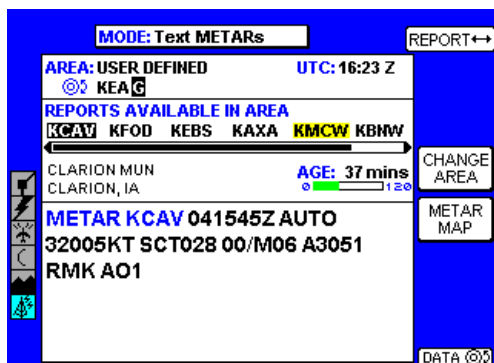 MODE: Text METARs
REPORT↔
AREA: USER DEFINED UTC: 16:23 Z
KEAG
REPORTS AVAILABLE IN AREA
KCAV KFOD KEBS KAXA KMCW KBNW
CLARION MUN
CLARION, IA
AGE: 37 mins
0 120
CHANGE
AREA
METAR
MAP
METAR KCAV 041545Z AUTO
32005KT SCT028 00/M06 A3051
RMK AO1
DATA